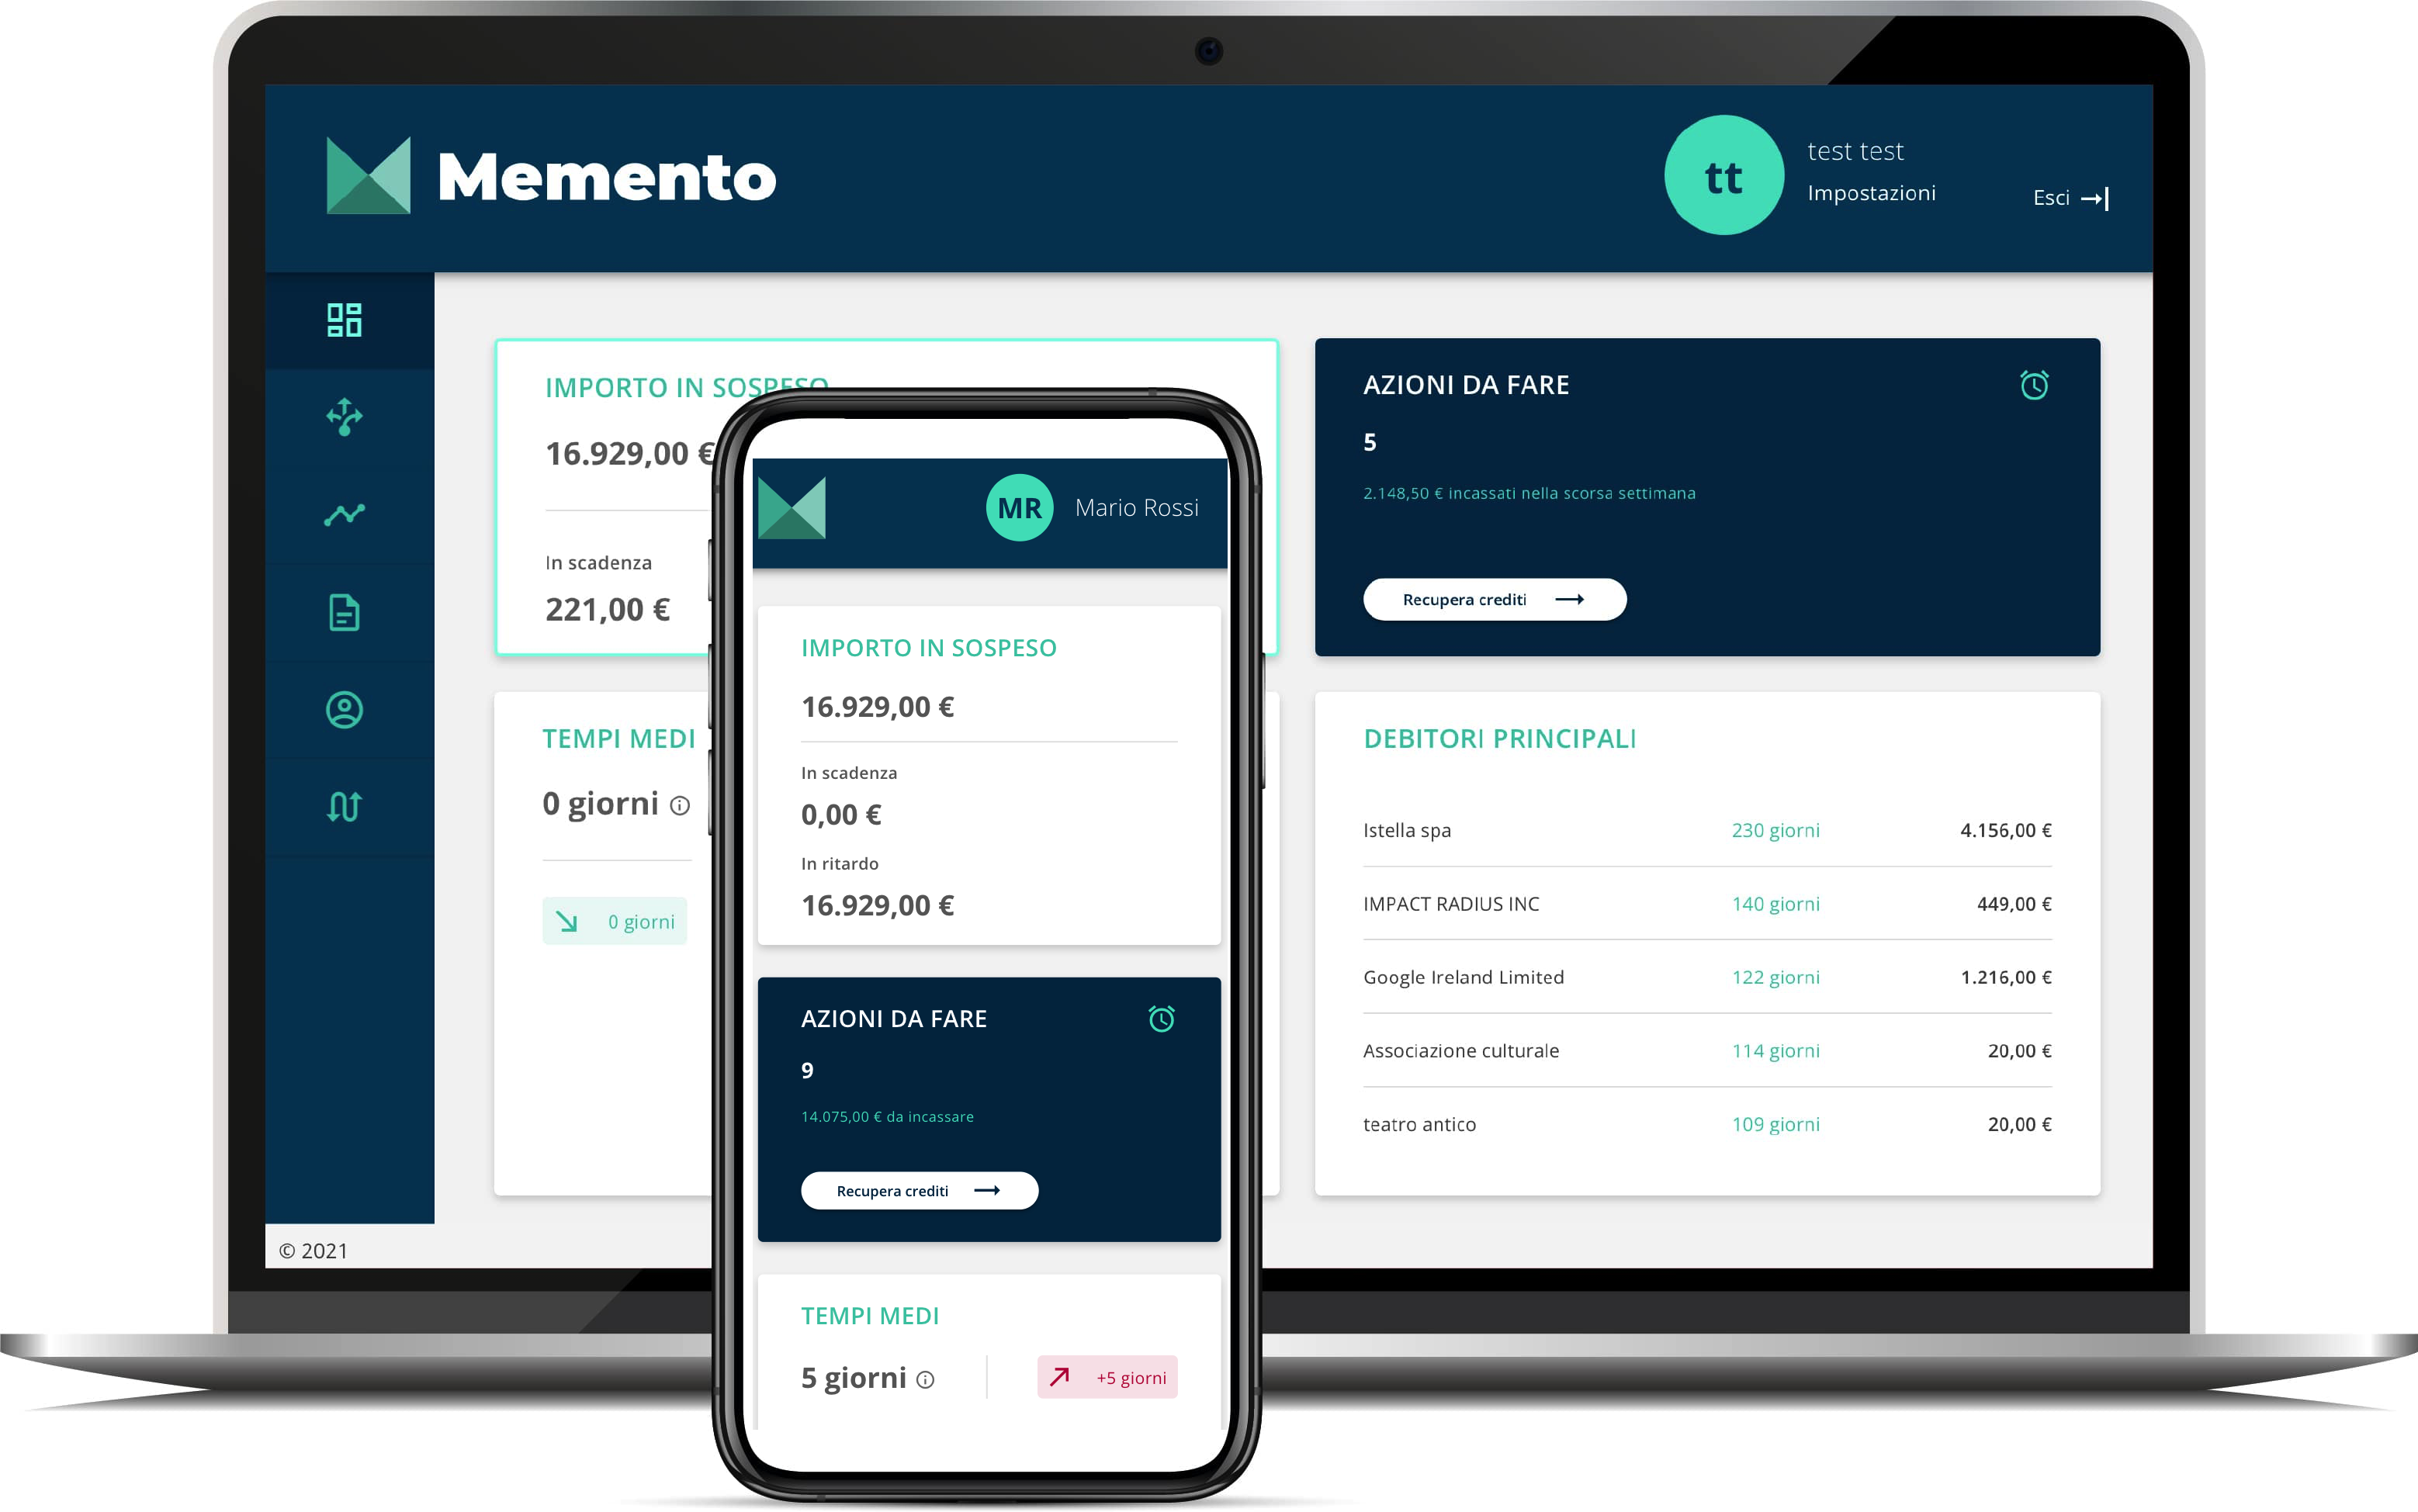 Memento
tt
test test
Impostazioni
Esci
IMPORTO IN SOSPESO
16.929,00 €
In scadenza
221,00 €
AZIONI DA FARE
5
2.148,50 € incassati nella scorsa settimana
Recupera crediti
TEMPI MEDI
0 giorni
0 giorni
DEBITORI PRINCIPALI
Istella spa 230 giorni 4.156,00 €
IMPACT RADIUS INC 140 giorni 449,00 €
Google Ireland Limited 122 giorni 1.216,00 €
Associazione culturale 114 giorni 20,00 €
teatro antico 109 giorni 20,00 €
© 2021
MR Mario Rossi
IMPORTO IN SOSPESO
16.929,00 €
In scadenza
0,00 €
In ritardo
16.929,00 €
AZIONI DA FARE
9
14.075,00 € da incassare
Recupera crediti
TEMPI MEDI
5 giorni
+5 giorni